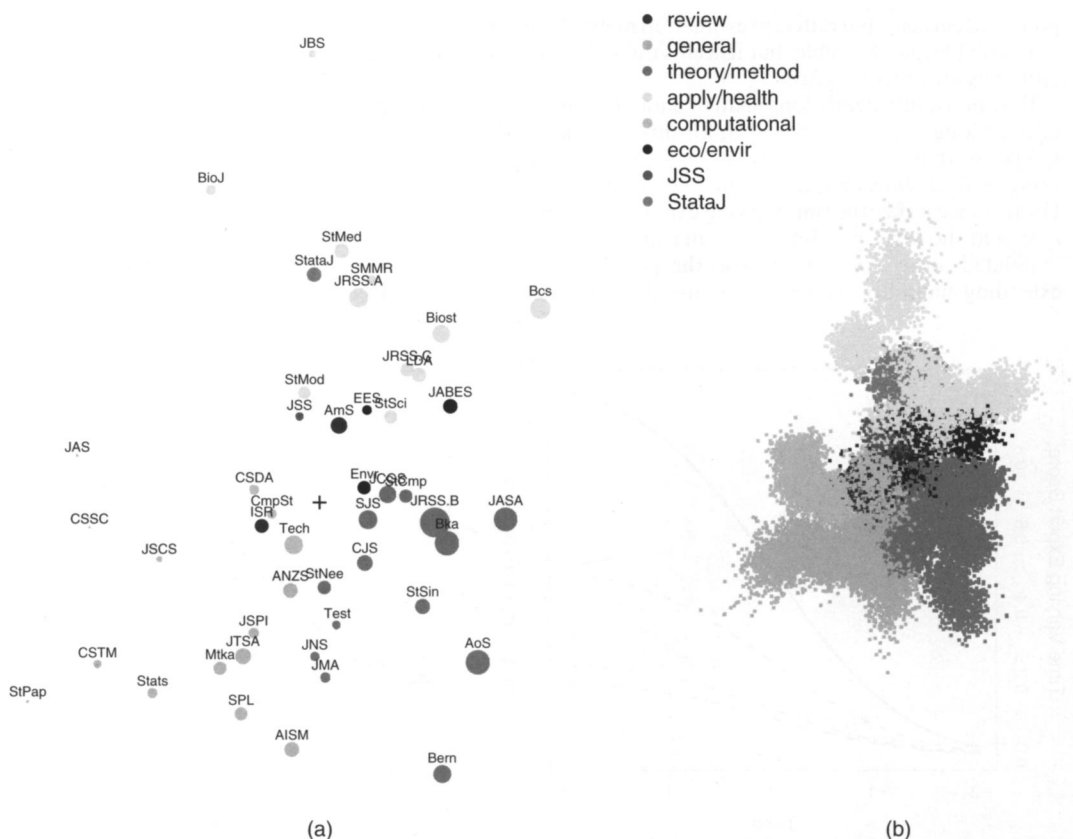 JBS
BioJ
StMed
StataJ
SMMR
JRSS.A
Bcs
Biost
JRSS.C
LDA
StMod
JSS
AmS
EES
StSci
JABES
JAS
CSDA
Envr
JCGS
StCmp
CmpSt
ISR
SJS
JRSS.B
JASA
CSSC
Tech
Bka
JSCS
CJS
ANZS
StNee
StSin
Test
JSPI
JTSA
JNS
AoS
CSTM
Mtka
JMA
StPap
Stats
SPL
AISM
Bern
(a)
review
general
theory/method
apply/health
computational
eco/envir
JSS
StataJ
(b)